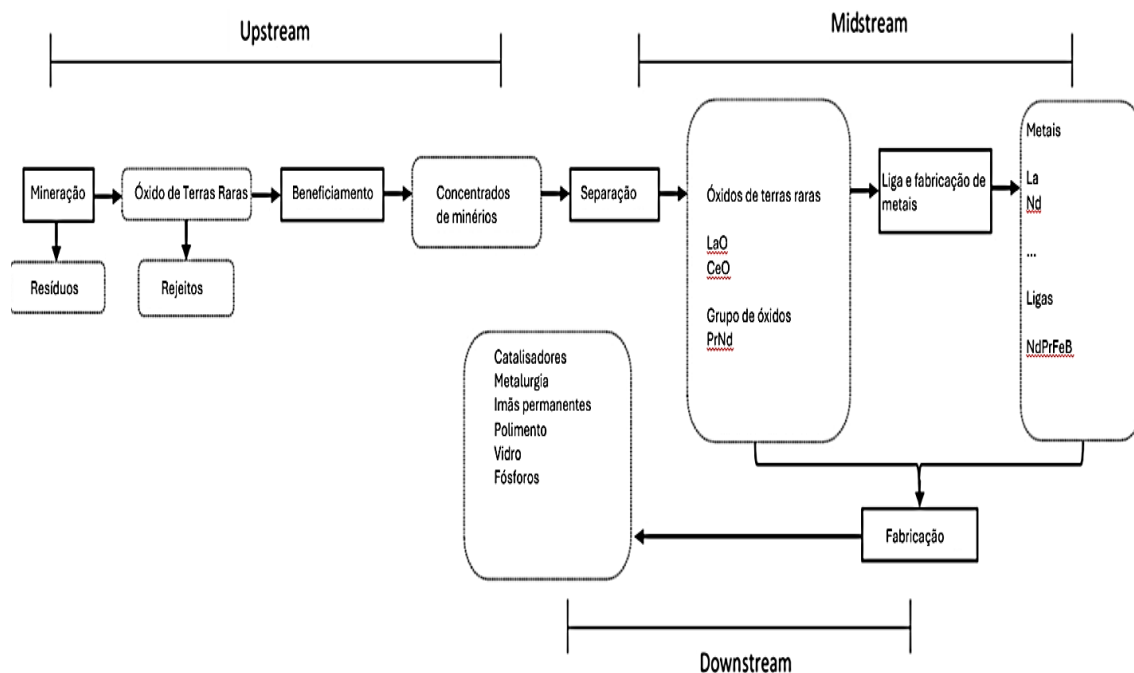 Upstream
Midstream
Mineração
Óxido de Terras Raras
Beneficiamento
Concentrados
de minérios
Separação
Óxidos de terras raras
LaO
CeO
Grupo de óxidos
PrNd
Liga e fabricação de
metais
Metais
La
Nd
...
Ligas
NdPrFeB
Resíduos
Rejeitos
Catalisadores
Metalurgia
Imãs permanentes
Polimento
Vidro
Fósforos
Fabricação
Downstream